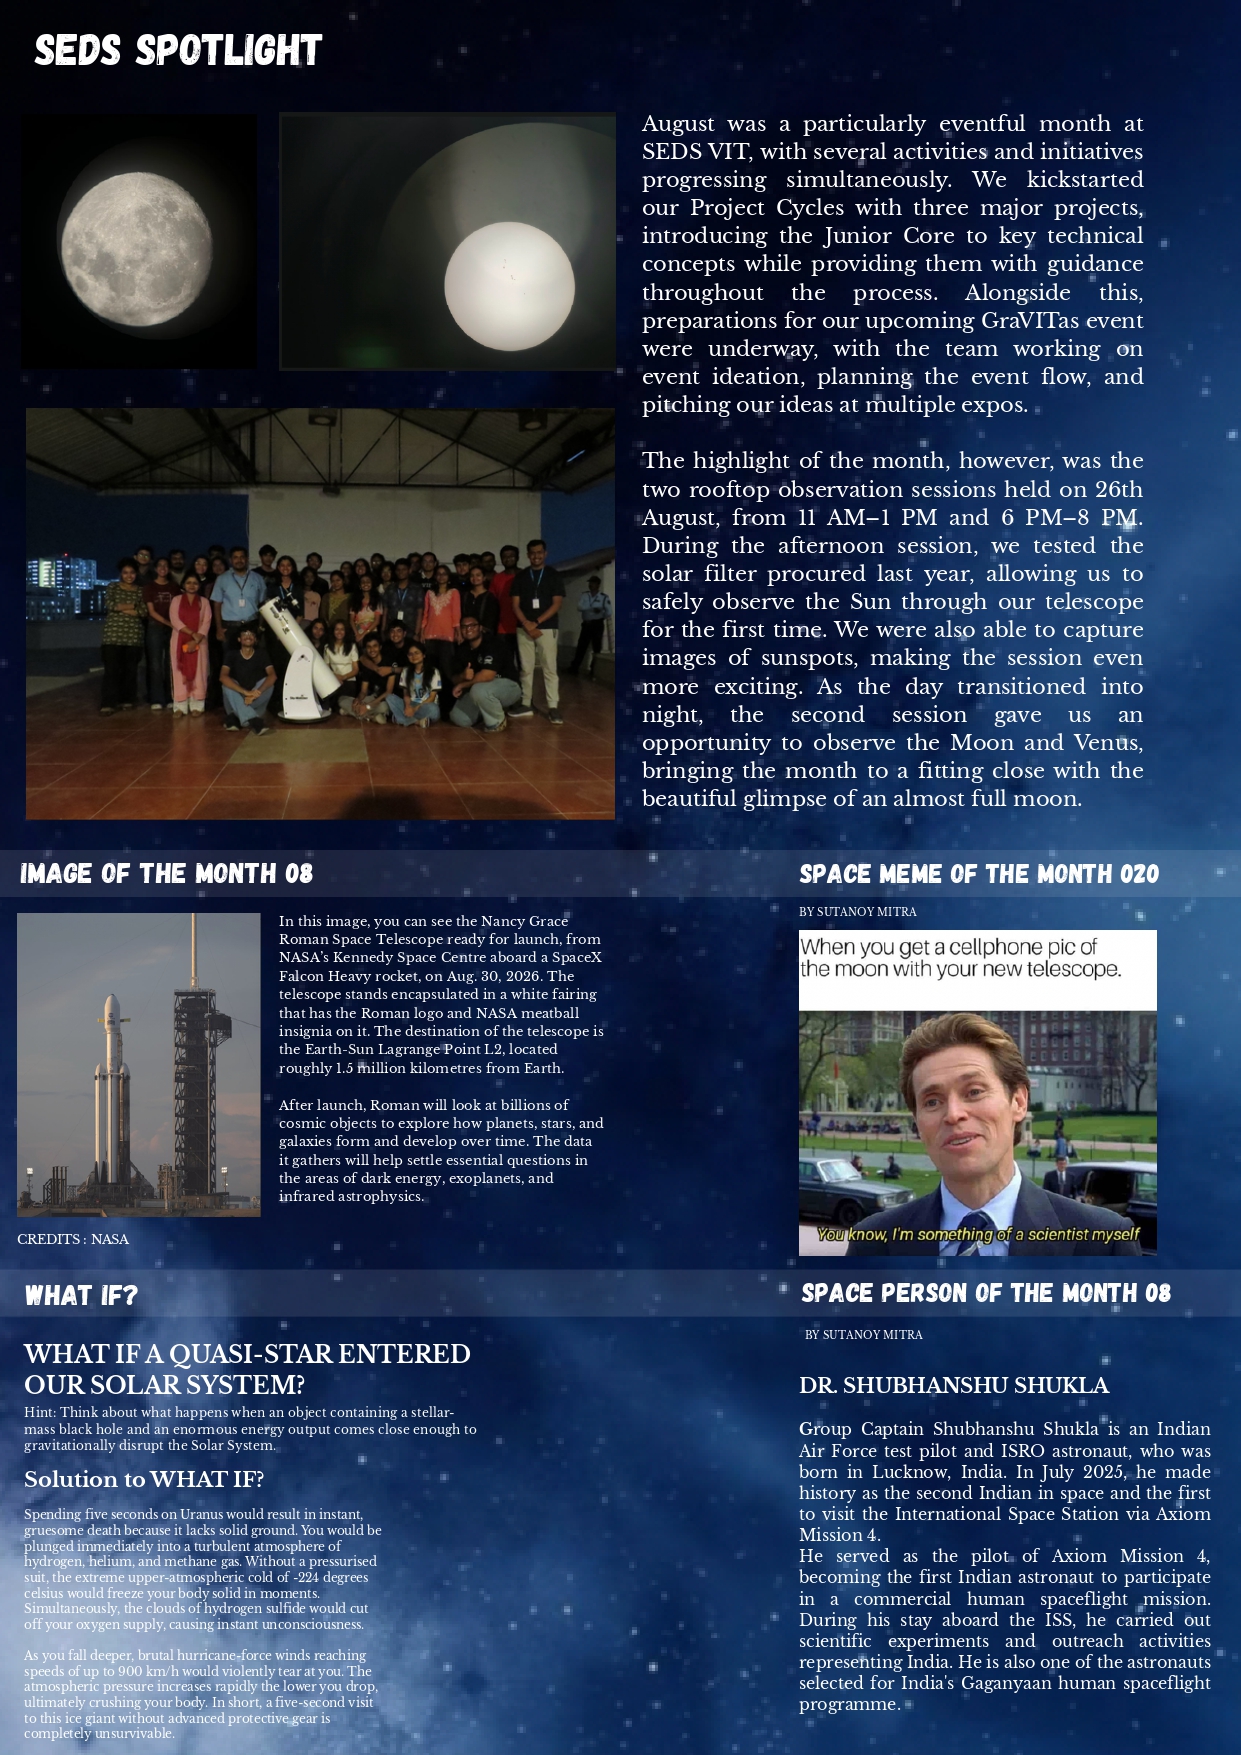 SEDS SPOTLIGHT
August was a particularly eventful month at
SEDS VIT, with several activities and initiatives
progressing simultaneously. We kickstarted
our Project Cycles with three major projects,
introducing the Junior Core to key technical
concepts while providing them with guidance
throughout the process. Alongside this,
preparations for our upcoming GraVITas event
were underway, with the team working on
event ideation, planning the event flow, and
pitching our ideas at multiple expos.
The highlight of the month, however, was the
two rooftop observation sessions held on 26th
August, from 11 AM–1 PM and 6 PM–8 PM.
During the afternoon session, we tested the
solar filter procured last year, allowing us to
safely observe the Sun through our telescope
for the first time. We were also able to capture
images of sunspots, making the session even
more exciting. As the day transitioned into
night, the second session gave us an
opportunity to observe the Moon and Venus,
bringing the month to a fitting close with the
beautiful glimpse of an almost full moon.
IMAGE OF THE MONTH 08
In this image, you can see the Nancy Grace
Roman Space Telescope ready for launch, from
NASA's Kennedy Space Centre aboard a SpaceX
Falcon Heavy rocket, on Aug. 30, 2026. The
telescope stands encapsulated in a white fairing
that has the Roman logo and NASA meatball
insignia on it. The destination of the telescope is
the Earth-Sun Lagrange Point L2, located
roughly 1.5 million kilometres from Earth.
After launch, Roman will look at billions of
cosmic objects to explore how planets, stars, and
galaxies form and develop over time. The data
it gathers will help settle essential questions in
the areas of dark energy, exoplanets, and
infrared astrophysics.
CREDITS : NASA
SPACE MEME OF THE MONTH 020
BY SUTANOY MITRA
When you get a cellphone pic of
the moon with your new telescope.
You know, I'm something of a scientist myself
WHAT IF?
WHAT IF A QUASI-STAR ENTERED
OUR SOLAR SYSTEM?
Hint: Think about what happens when an object containing a stellar-
mass black hole and an enormous energy output comes close enough to
gravitationally disrupt the Solar System.
Solution to WHAT IF?
Spending five seconds on Uranus would result in instant,
gruesome death because it lacks solid ground. You would be
plunged immediately into a turbulent atmosphere of
hydrogen, helium, and methane gas. Without a pressurised
suit, the extreme upper-atmospheric cold of -224 degrees
celsius would freeze your body solid in moments.
Simultaneously, the clouds of hydrogen sulfide would cut
off your oxygen supply, causing instant unconsciousness.
As you fall deeper, brutal hurricane-force winds reaching
speeds of up to 900 km/h would violently tear at you. The
atmospheric pressure increases rapidly the lower you drop,
ultimately crushing your body. In short, a five-second visit
to this ice giant without advanced protective gear is
completely unsurvivable.
SPACE PERSON OF THE MONTH 08
BY SUTANOY MITRA
DR. SHUBHANSHU SHUKLA
Group Captain Shubhanshu Shukla is an Indian
Air Force test pilot and ISRO astronaut, who was
born in Lucknow, India. In July 2025, he made
history as the second Indian in space and the first
to visit the International Space Station via Axiom
Mission 4.
He served as the pilot of Axiom Mission 4,
becoming the first Indian astronaut to participate
in a commercial human spaceflight mission.
During his stay aboard the ISS, he carried out
scientific experiments and outreach activities
representing India. He is also one of the astronauts
selected for India's Gaganyaan human spaceflight
programme.